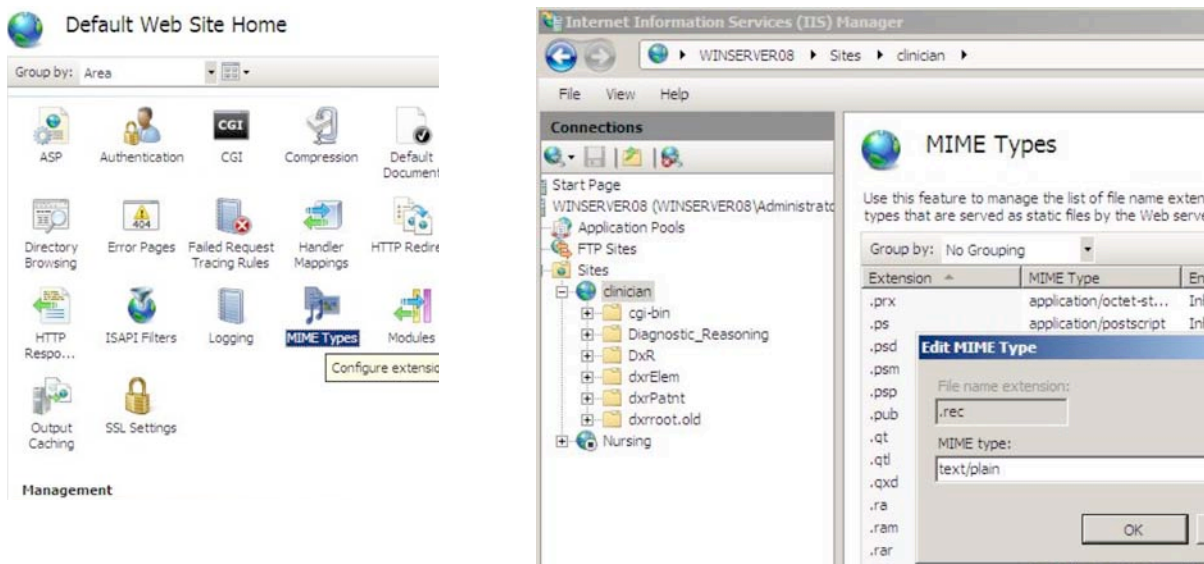 Default Web Site Home
Group by: Area
ASP
Authentication
CGI
CGI
Compression
Default
Document
Directory
Browsing
404
Error Pages
Failed Request
Tracing Rules
Handler
Mappings
HTTP Redire
HTTP
Respo...
ISAPI Filters
Logging
MIME Types
Modules
Configure extensio
Output
Caching
SSL Settings
Management
Internet Information Services (IIS) Manager
WINSERVER08 Sites clinician
File View Help
Connections
Start Page
WINSERVER08 (WINSERVER08\Administrato
Application Pools
FTP Sites
Sites
clinician
cgi-bin
Diagnostic_Reasoning
DxR
dxrElem
dxrPatnt
dxrroot.old
Nursing
MIME Types
Use this feature to manage the list of file name exten
types that are served as static files by the Web serve
Group by: No Grouping
Extension MIME Type En
.prx application/octet-st... Inl
.ps application/postscript Inl
.psd
.psm
.psp
.pub
.qt
.qtl
.qxd
.ra
.ram
.rar
Edit MIME Type
File name extension:
.rec
MIME type:
text/plain
OK